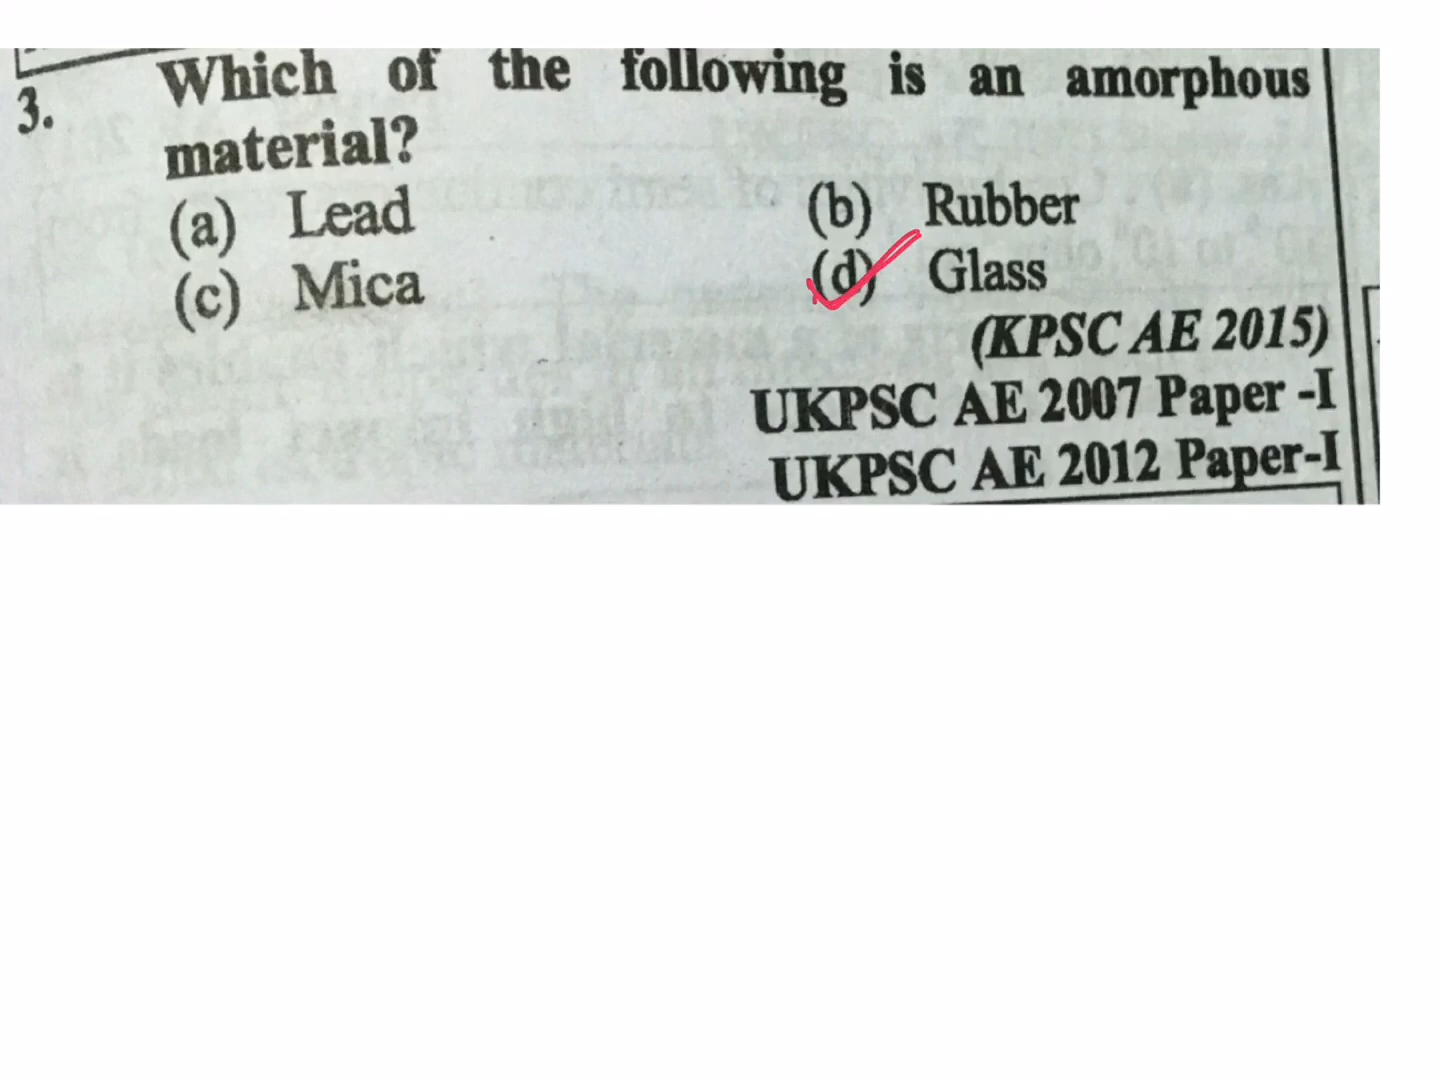 3. Which of the following is an amorphous
material?
(a) Lead (b) Rubber
(c) Mica (d) Glass
(KPSC AE 2015)
UKPSC AE 2007 Paper -I
UKPSC AE 2012 Paper-I